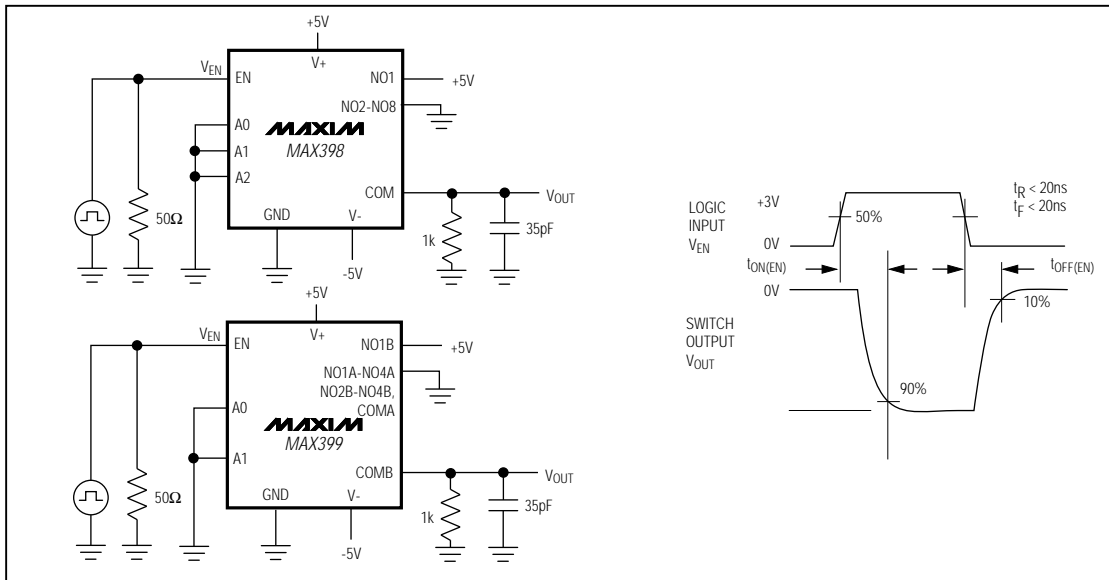 +5V
V+
VEN
EN
NO1
+5V
NO2-NO8
A0
A1
A2
MAXIM
MAX398
COM
VOUT
50Ω
GND
V-
1k
35pF
-5V
+5V
V+
VEN
EN
NO1B
+5V
NO1A-NO4A
NO2B-NO4B,
COMA
A0
A1
MAXIM
MAX399
COMB
VOUT
50Ω
GND
V-
1k
35pF
-5V
LOGIC
INPUT
VEN
+3V
0V
50%
tR < 20ns
tF < 20ns
tON(EN)
tOFF(EN)
0V
10%
SWITCH
OUTPUT
VOUT
90%